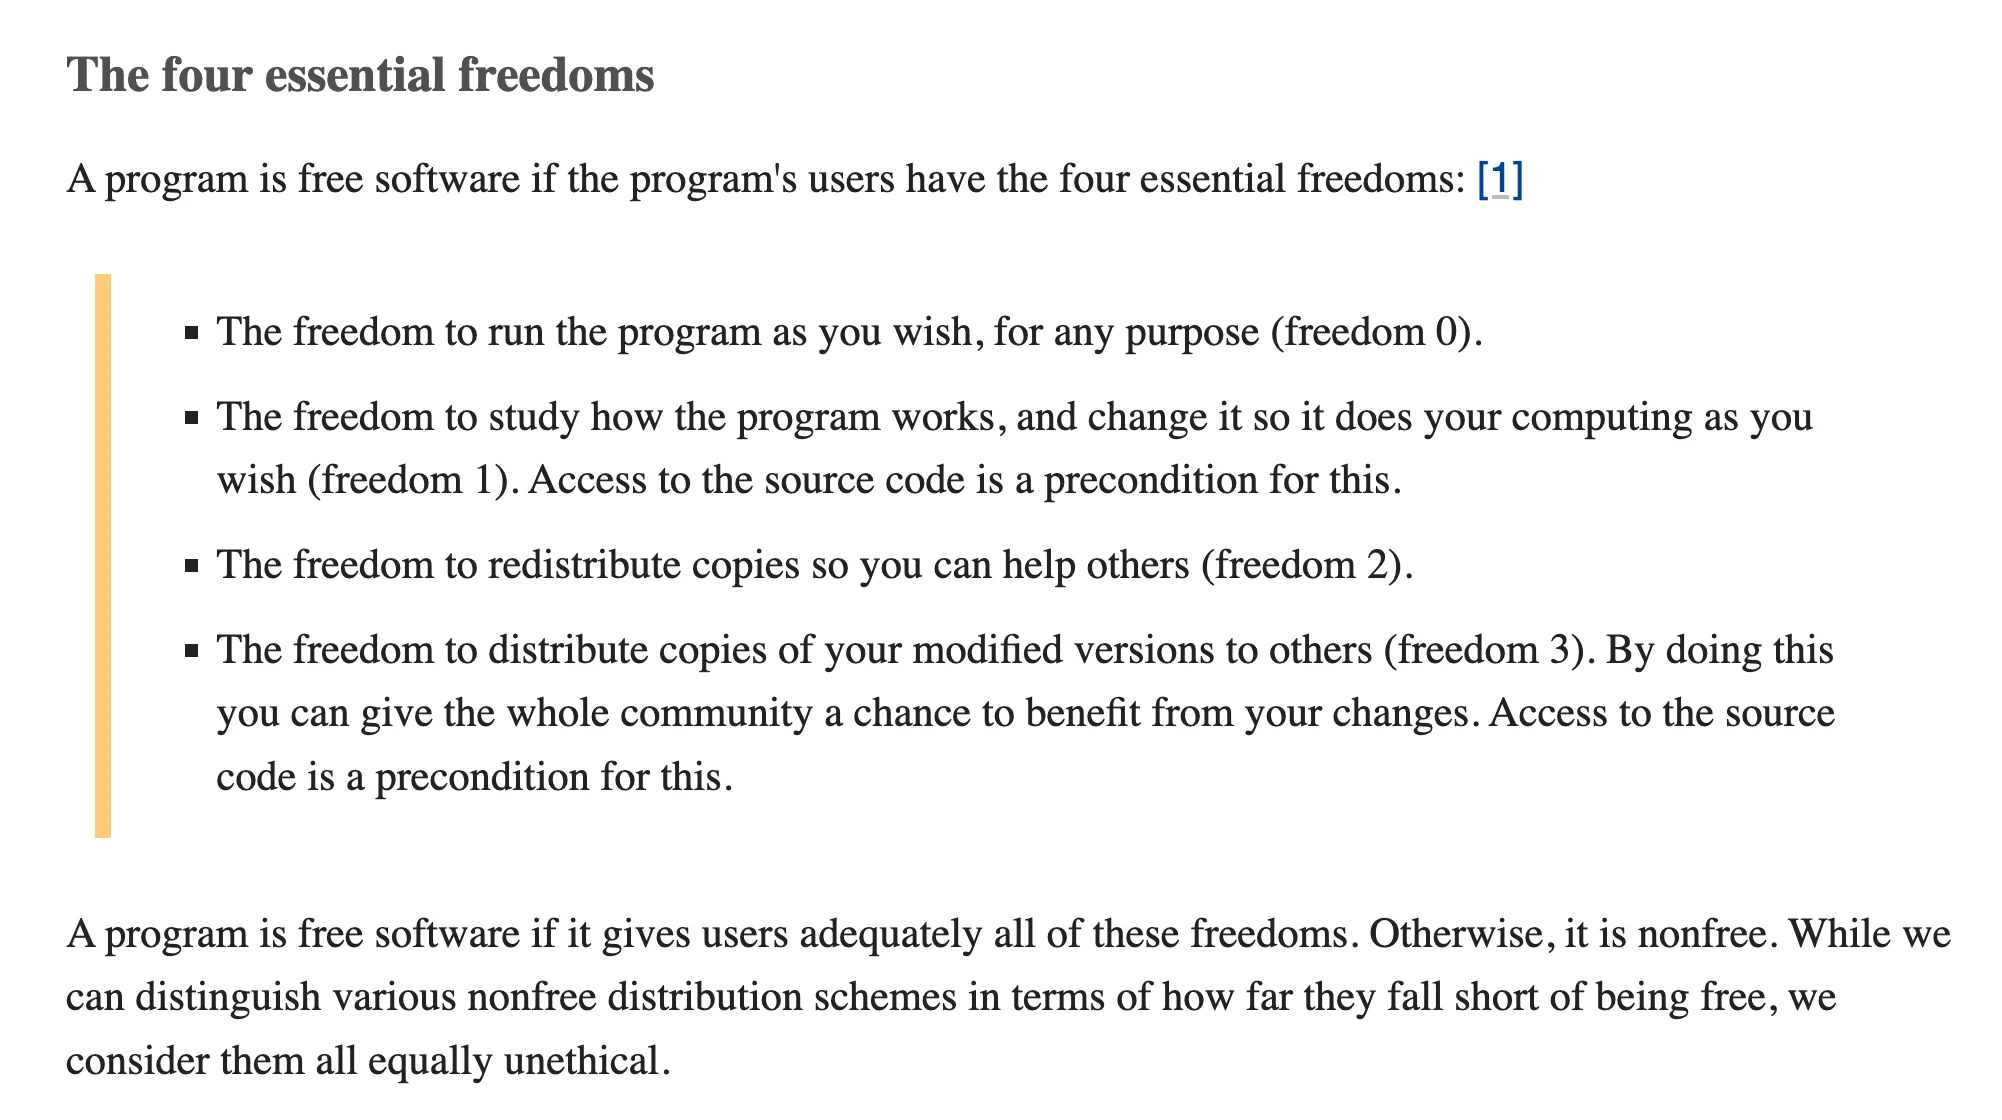 The four essential freedoms
A program is free software if the program's users have the four essential freedoms: [1]
▪ The freedom to run the program as you wish, for any purpose (freedom 0).
▪ The freedom to study how the program works, and change it so it does your computing as you
wish (freedom 1). Access to the source code is a precondition for this.
▪ The freedom to redistribute copies so you can help others (freedom 2).
▪ The freedom to distribute copies of your modified versions to others (freedom 3). By doing this
you can give the whole community a chance to benefit from your changes. Access to the source
code is a precondition for this.
A program is free software if it gives users adequately all of these freedoms. Otherwise, it is nonfree. While we
can distinguish various nonfree distribution schemes in terms of how far they fall short of being free, we
consider them all equally unethical.